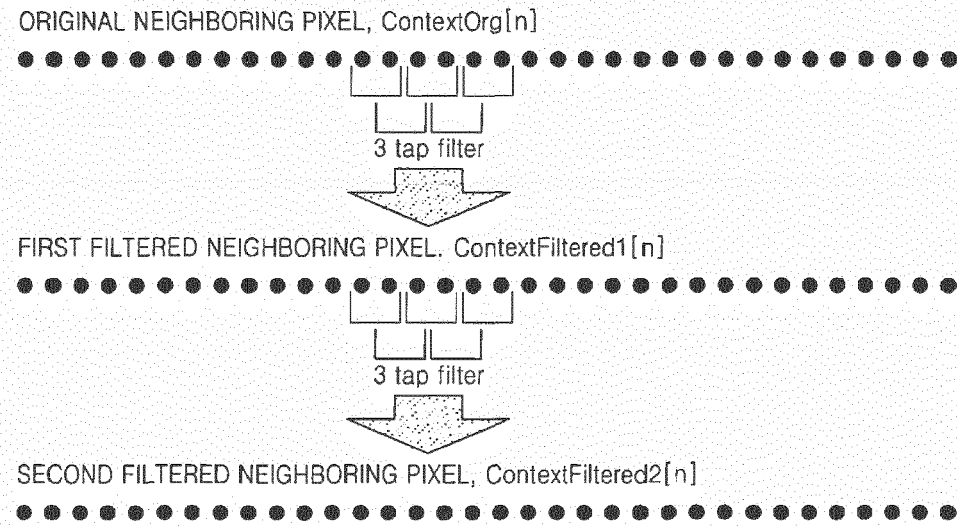 ORIGINAL NEIGHBORING PIXEL, ContextOrg[n]
3 tap filter
FIRST FILTERED NEIGHBORING PIXEL. ContextFiltered1[n]
3 tap filter
SECOND FILTERED NEIGHBORING PIXEL, ContextFiltered2[n]